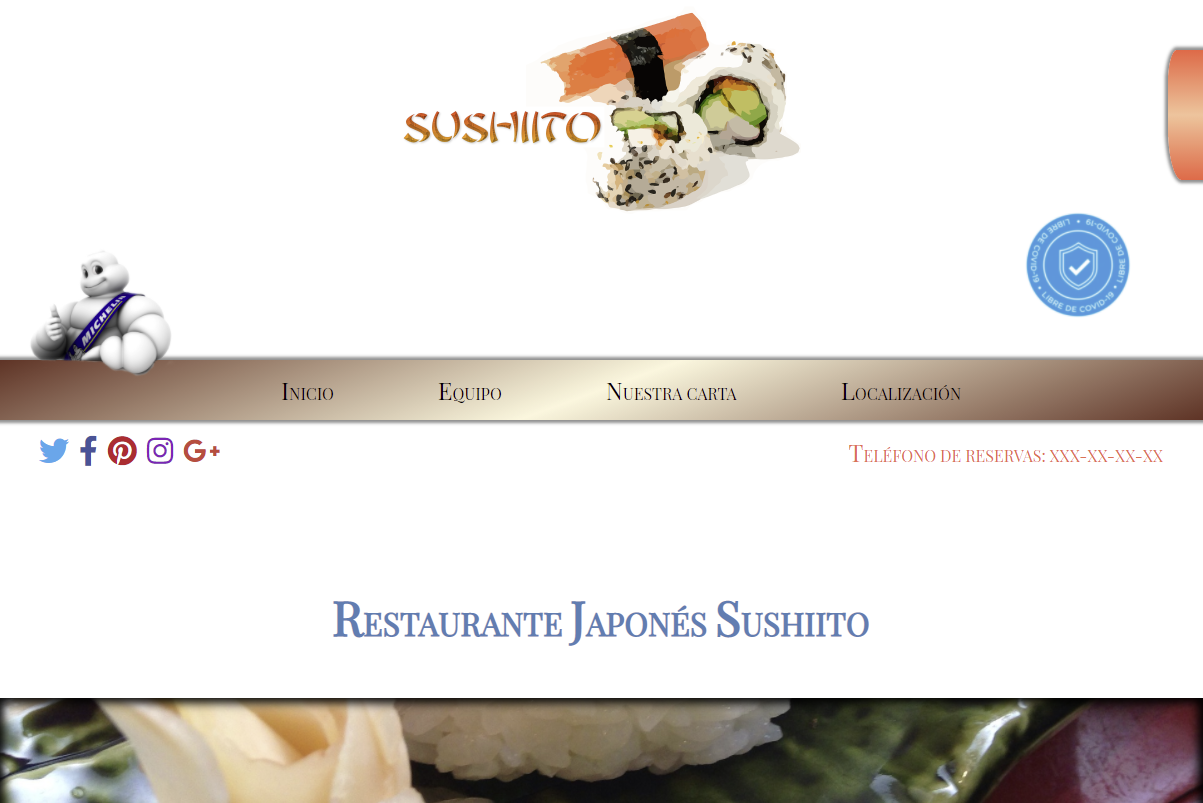 SUSHIITO
LIBRE DE COVID-19 • LIBRE DE COVID-19 • LIBRE DE COVID-19 •
MICHELIN
Inicio
Equipo
Nuestra carta
Localización
Teléfono de reservas: xxx-xx-xx-xx
Restaurante Japonés Sushiito